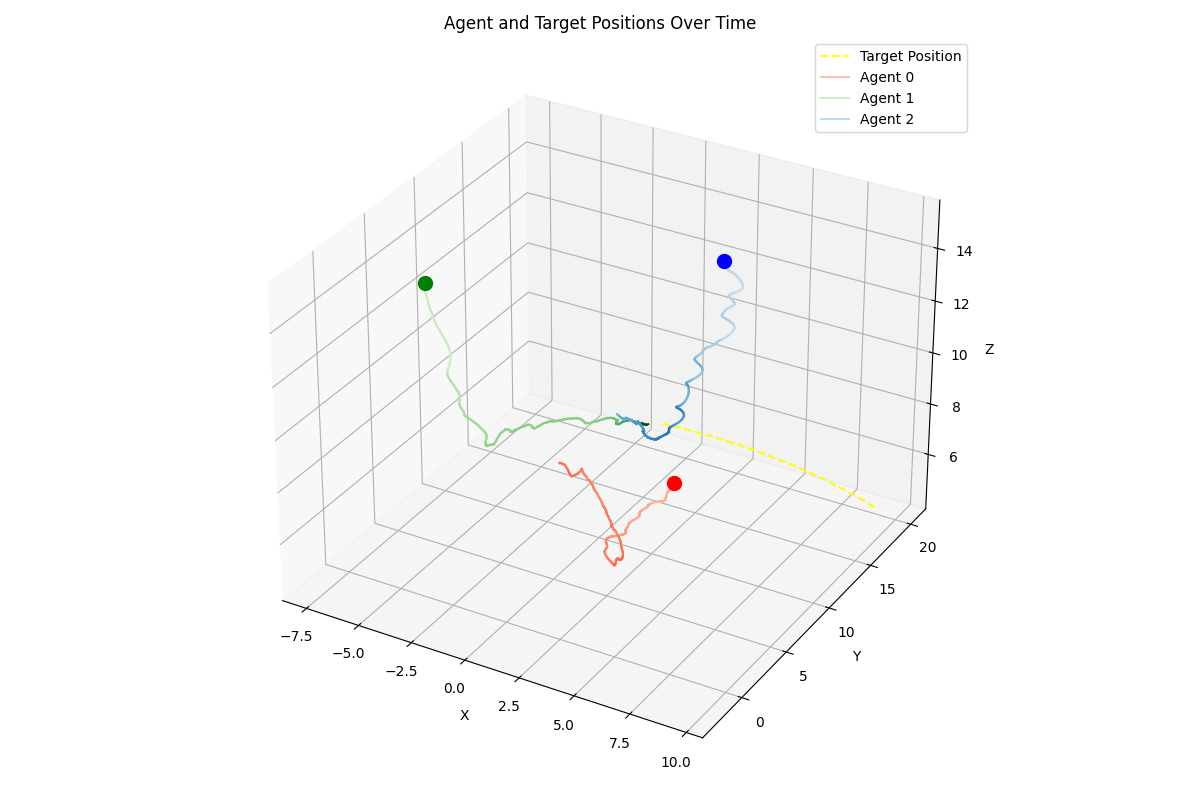 Agent and Target Positions Over Time
Target Position
Agent 0
Agent 1
Agent 2
14
12
10
8
6
Z
20
15
10
5
0
Y
−7.5
−5.0
−2.5
0.0
2.5
5.0
7.5
10.0
X